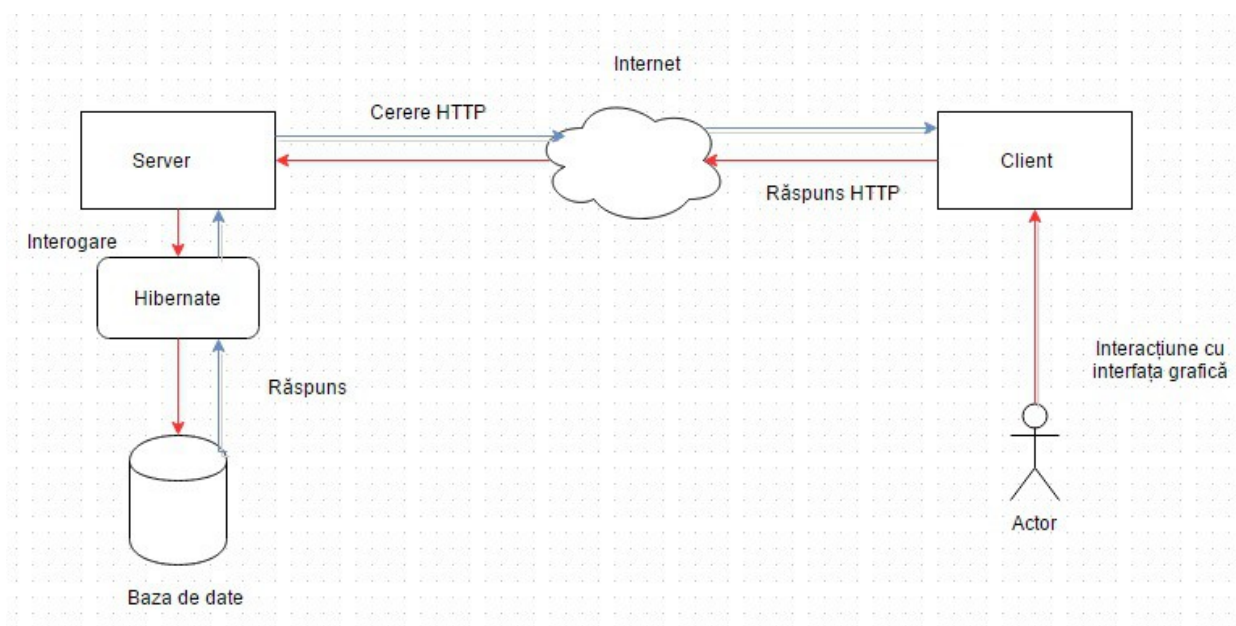 Internet
Cerere HTTP
Server
Client
Răspuns HTTP
Interogare
Hibernate
Interacțiune cu
interfața grafică
Răspuns
Actor
Baza de date